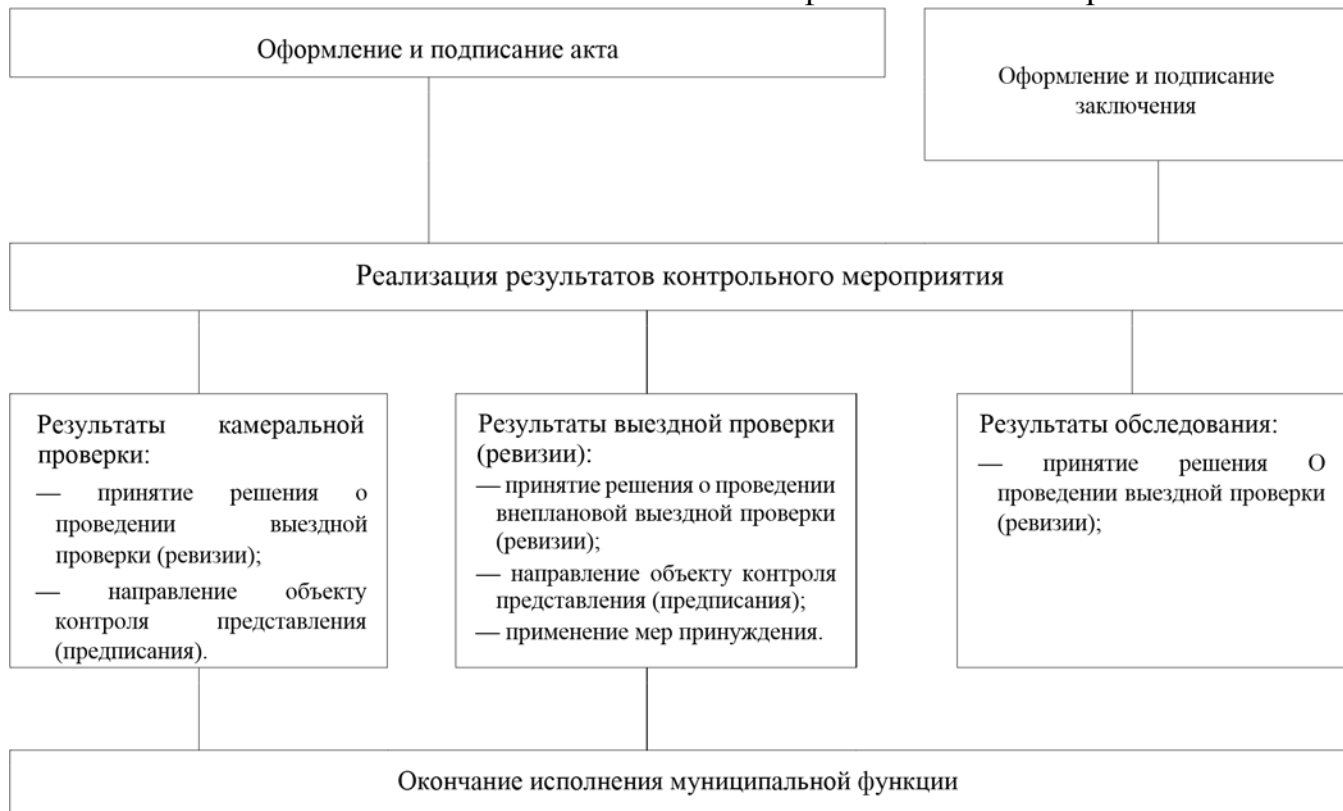 Оформление и подписание акта
Оформление и подписание
заключения
Реализация результатов контрольного мероприятия
Результаты камеральной
проверки:
— принятие решения о
проведении выездной
проверки (ревизии);
— направление объекту
контроля представления
(предписания).
Результаты выездной проверки
(ревизии):
— принятие решения о проведении
внеплановой выездной проверки
(ревизии);
— направление объекту контроля
представления (предписания);
— применение мер принуждения.
Результаты обследования:
— принятие решения О
проведении выездной проверки
(ревизии);
Окончание исполнения муниципальной функции